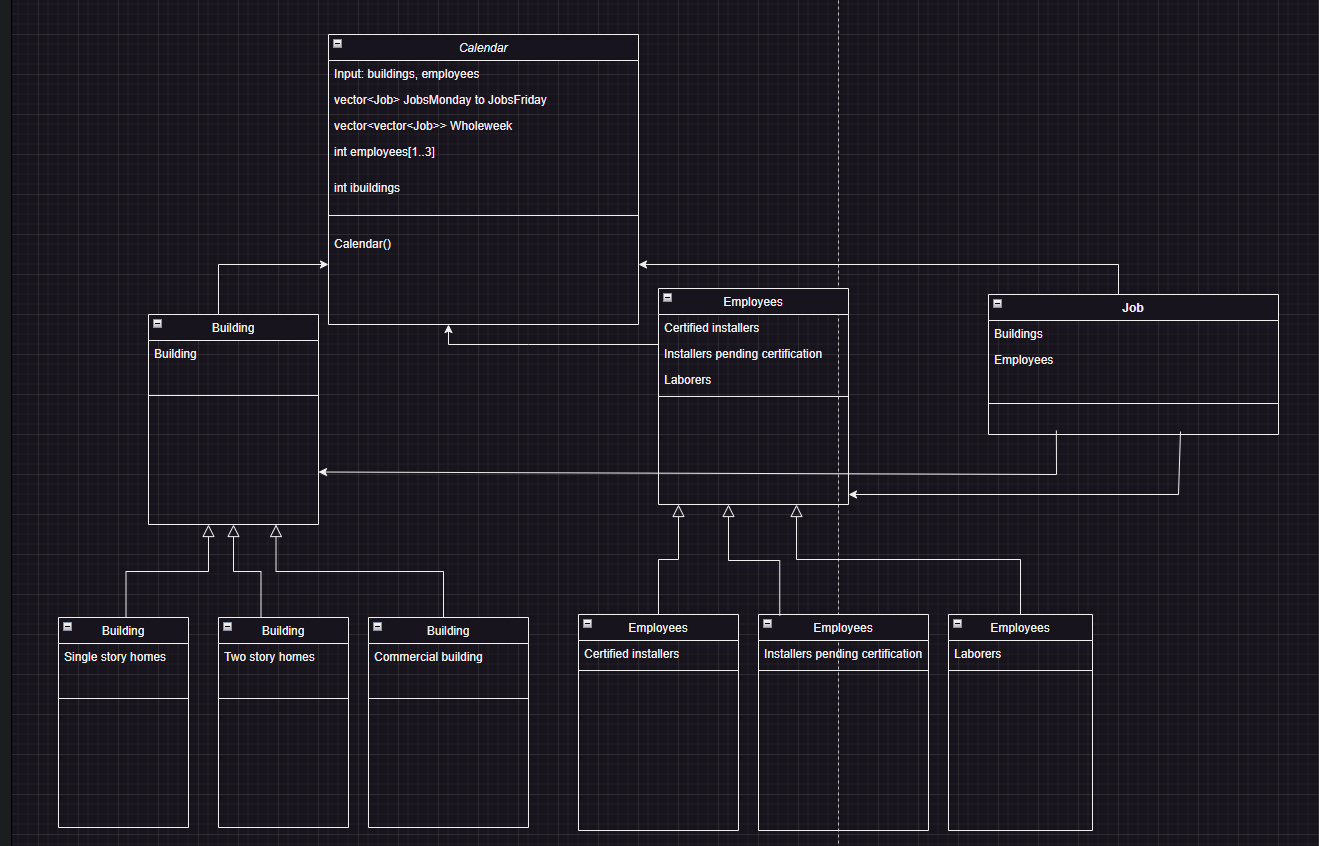 Calendar
Input: buildings, employees
vector<Job> JobsMonday to JobsFriday
vector<vector<Job>> Wholeweek
int employees[1..3]
int ibuildings
Calendar()
Building
Building
Employees
Certified installers
Installers pending certification
Laborers
Job
Buildings
Employees
Building
Single story homes
Building
Two story homes
Building
Commercial building
Employees
Certified installers
Employees
Installers pending certification
Employees
Laborers